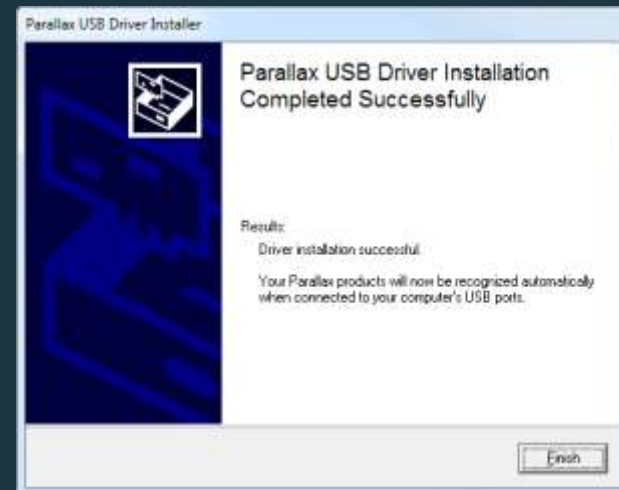 Parallax USB Driver Installer
Parallax USB Driver Installation
Completed Successfully
Results:
Driver installation successful.
Your Parallax products will now be recognized automatically
when connected to your computer's USB ports.
Finish